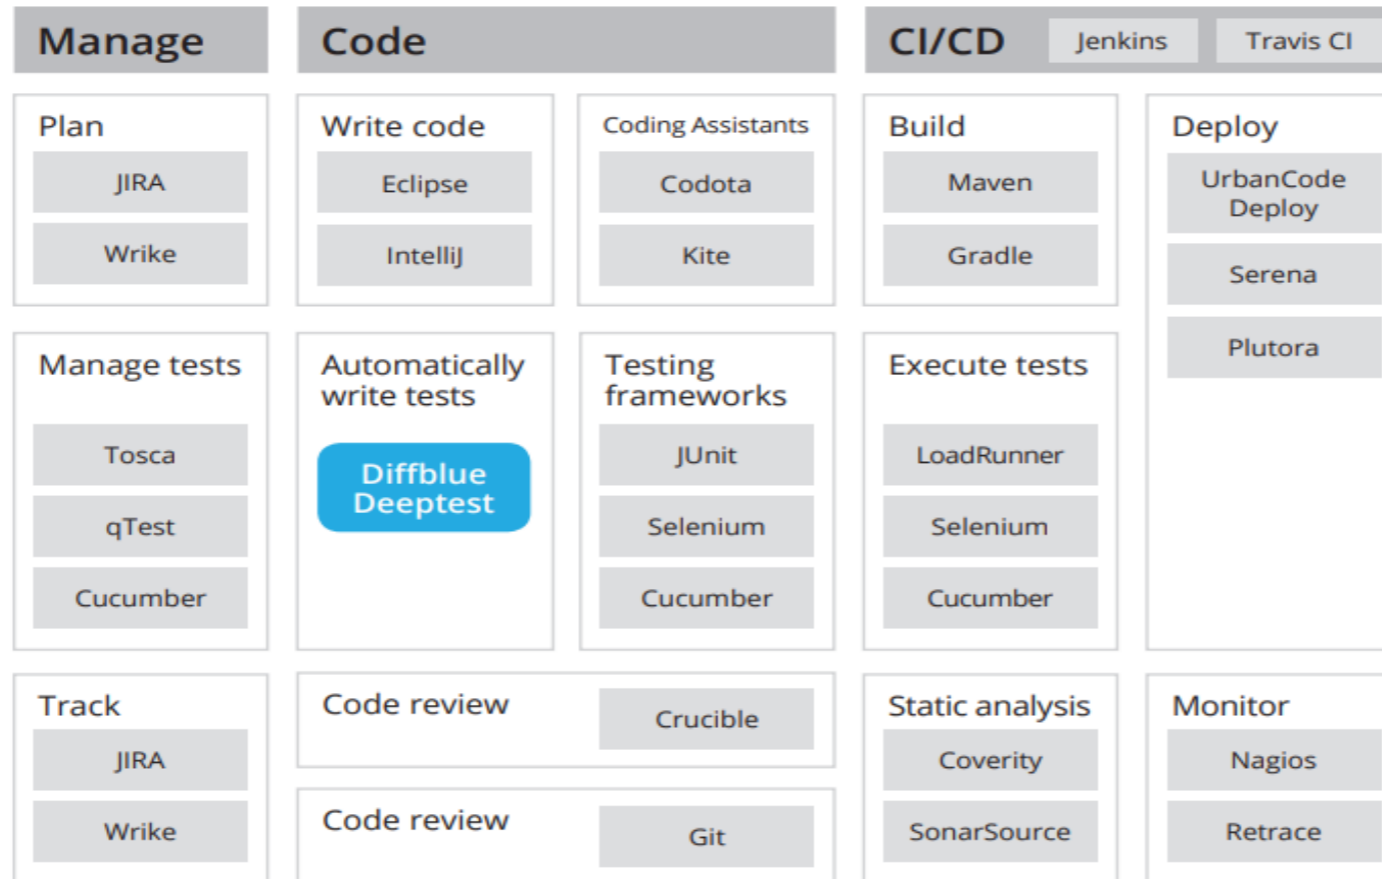 Manage
Code
CI/CD
Jenkins
Travis CI
Plan
JIRA
Wrike
Write code
Eclipse
IntelliJ
Coding Assistants
Codota
Kite
Build
Maven
Gradle
Deploy
UrbanCode
Deploy
Serena
Plutora
Manage tests
Tosca
qTest
Cucumber
Automatically
write tests
Diffblue
Deeptest
Testing
frameworks
JUnit
Selenium
Cucumber
Execute tests
LoadRunner
Selenium
Cucumber
Track
JIRA
Wrike
Code review
Crucible
Code review
Git
Static analysis
Coverity
SonarSource
Monitor
Nagios
Retrace